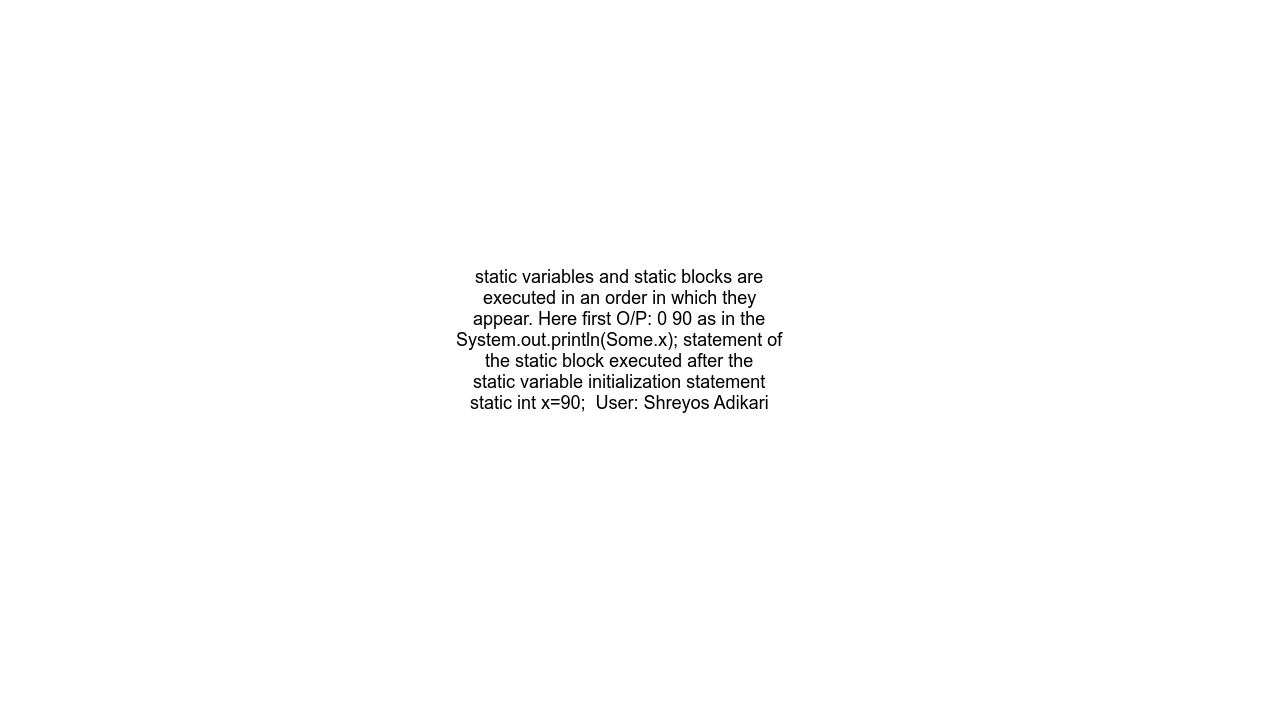 static variables and static blocks are
executed in an order in which they
appear. Here first O/P: 0 90 as in the
System.out.println(Some.x); statement of
the static block executed after the
static variable initialization statement
static int x=90;  User: Shreyos Adikari